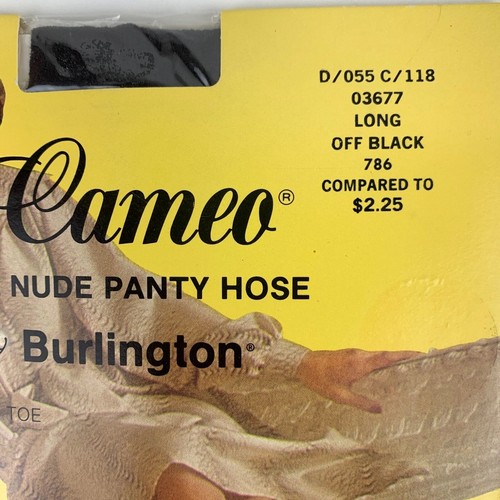 D/055 C/118
03677
LONG
OFF BLACK
786
COMPARED TO
$2.25
Cameo®
NUDE PANTY HOSE
Burlington®
TOE